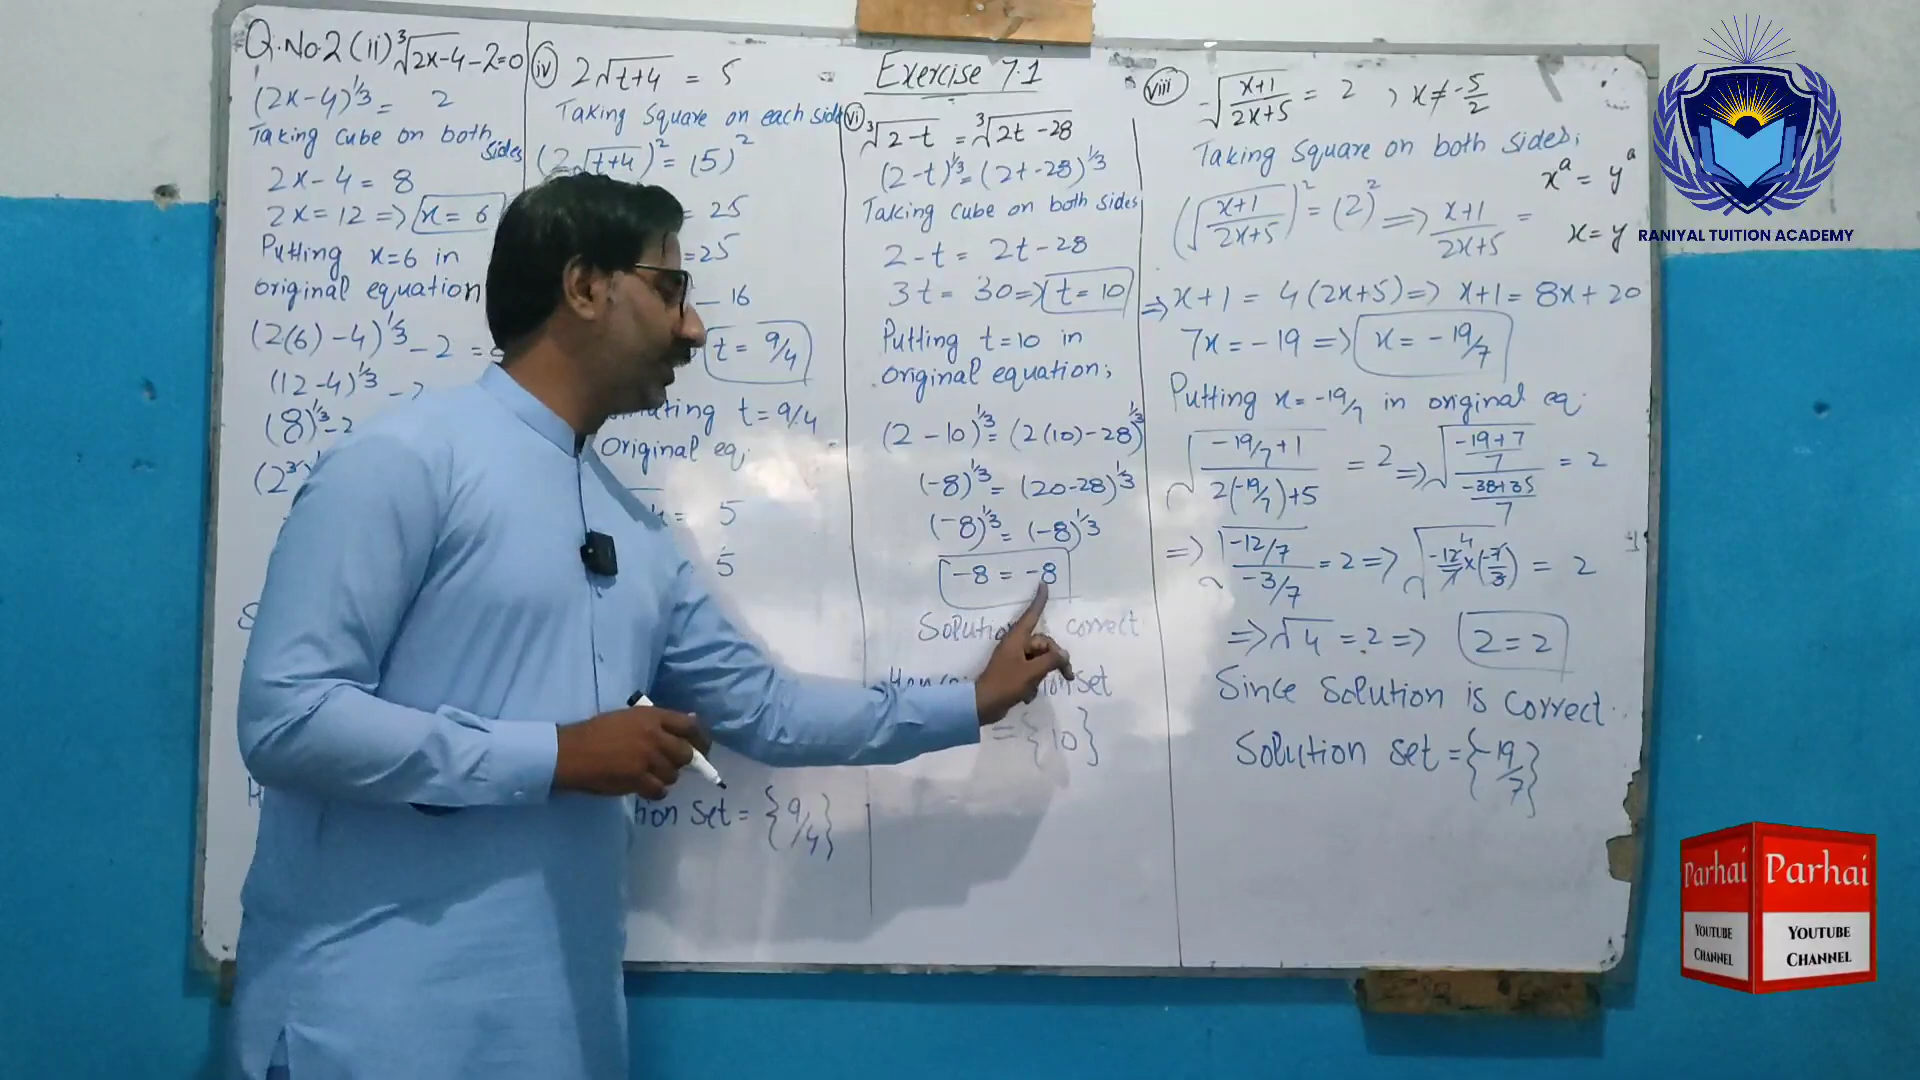 Q.No.2 (ii) ∛(2x-4) - 2 = 0
(2x-4)^1/3 = 2
Taking cube on both sides
2x - 4 = 8
2x = 12 => x = 6
Putting x=6 in
original equation
(2(6) - 4)^1/3 - 2 =
(12-4)^1/3 -
(8)^1/3 - 2
(iv) 2√(t+4) = 5
Taking square on each side
(2√(t+4))^2 = (5)^2
= 25
=25
- 16
t = 9/4
t = 9/4
Original eq.
= 5
5
Set = {9/4}
Exercise 7.1
(vi) ∛(2-t) = ∛(2t-28)
(2-t)^1/3 = (2t-28)^1/3
Taking cube on both sides
2-t = 2t-28
3t = 30 => t = 10
Putting t=10 in
original equation;
(2-10)^1/3 = (2(10)-28)^1/3
(-8)^1/3 = (20-28)^1/3
(-8)^1/3 = (-8)^1/3
-8 = -8
correct
Set
= {10}
(viii) √((x+1)/(2x+5)) = 2 , x ≠ -5/2
Taking square on both sides;
x^a = y^a
x = y
(√((x+1)/(2x+5)))^2 = (2)^2 => (x+1)/(2x+5) =
=> x+1 = 4(2x+5) => x+1 = 8x+20
7x = -19 => x = -19/7
Putting x = -19/7 in original eq.
√((-19/7+1)/(2(-19/7)+5)) = 2 => √(((-19+7)/7)/((-38+35)/7)) = 2
=> √((-12/7)/(-3/7)) = 2 => √(-12/7 × (-7/3)) = 2
4
=> √4 = 2 => 2 = 2
Since Solution is correct.
Solution set = {-19/7}
RANIYAL TUITION ACADEMY
Parhai Parhai
YOUTUBE CHANNEL
YOUTUBE CHANNEL